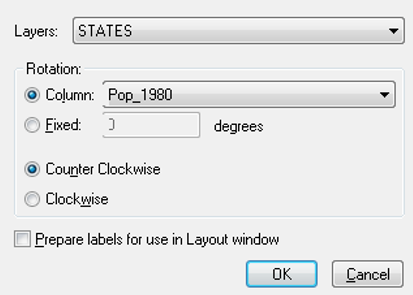 Layers: STATES
Rotation:
Column: Pop_1980
Fixed: degrees
Counter Clockwise
Clockwise
Prepare labels for use in Layout window
OK Cancel